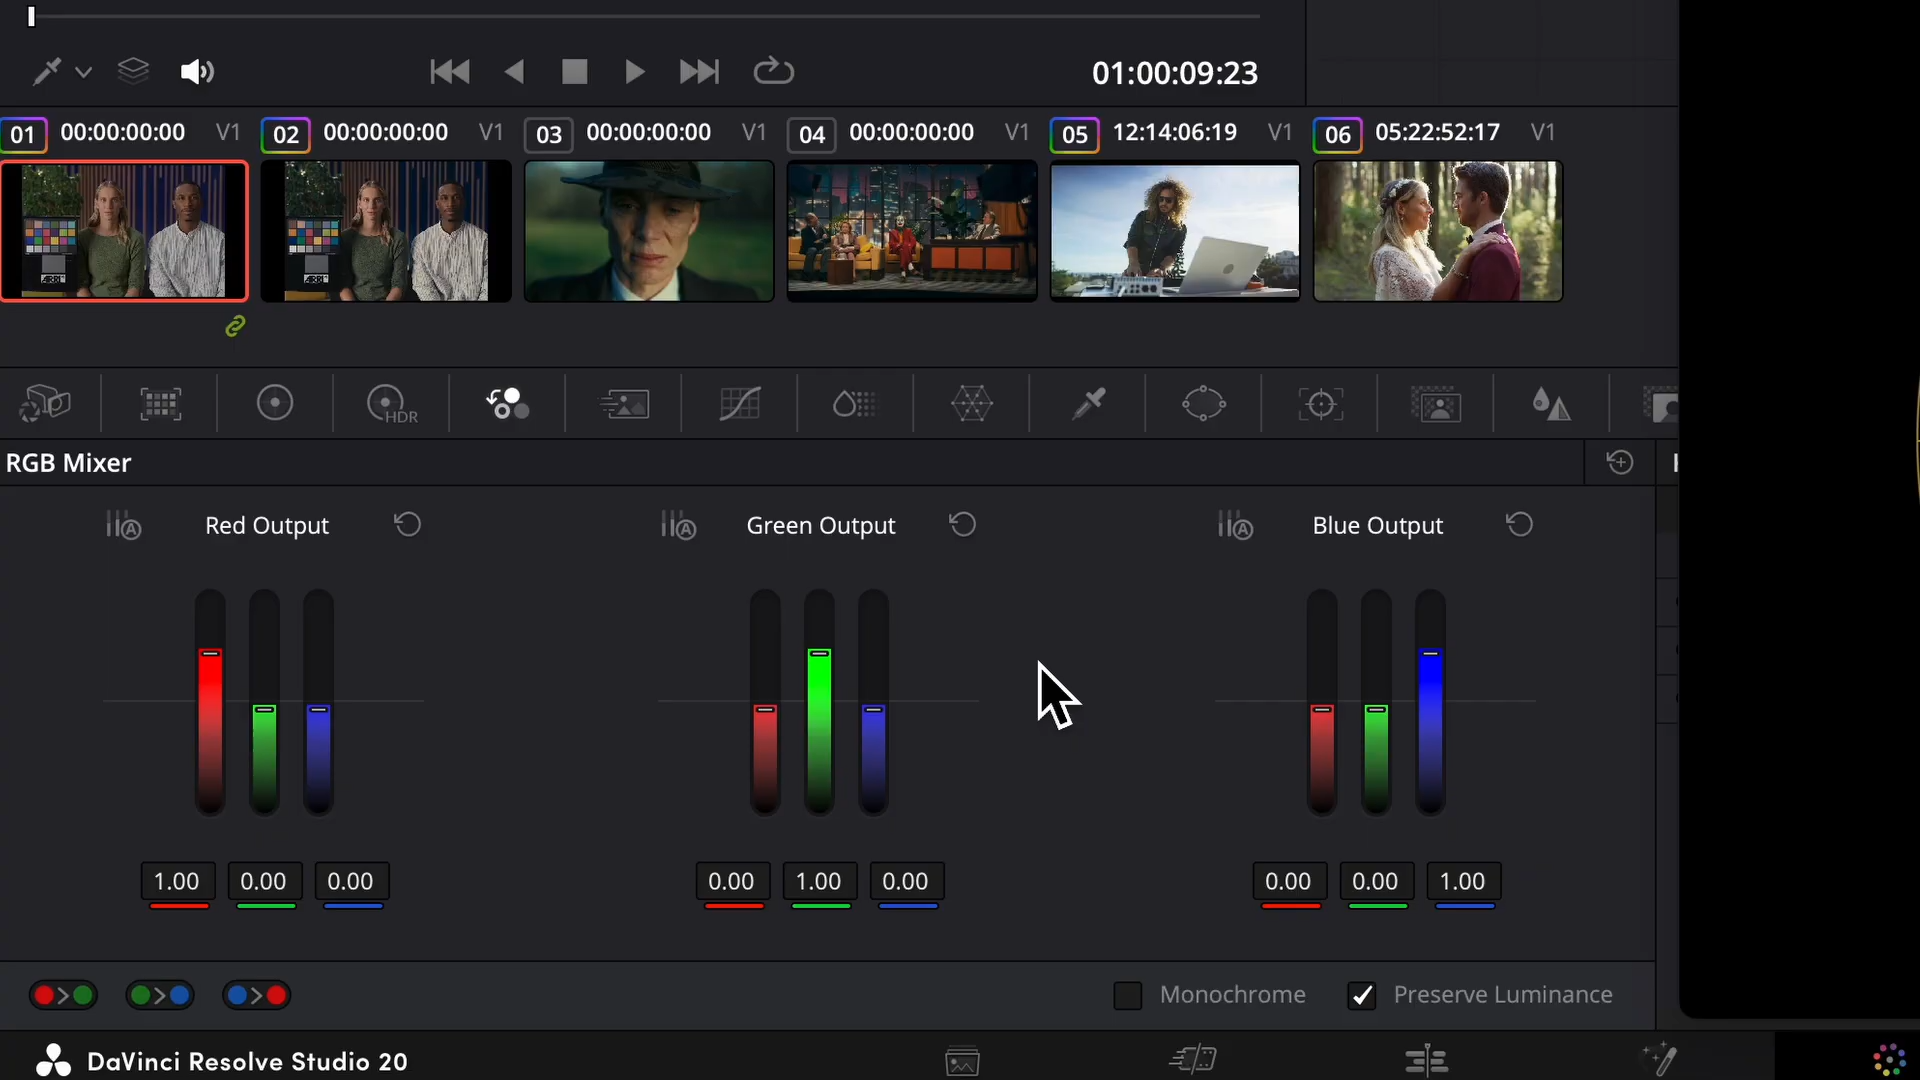 01:00:09:23
01 00:00:00:00 V1 02 00:00:00:00 V1 03 00:00:00:00 V1 04 00:00:00:00 V1 05 12:14:06:19 V1 06 05:22:52:17 V1
ARRI ARRI
HDR
RGB Mixer
A Red Output A Green Output A Blue Output
1.00 0.00 0.00 0.00 1.00 0.00 0.00 0.00 1.00
Monochrome Preserve Luminance
DaVinci Resolve Studio 20